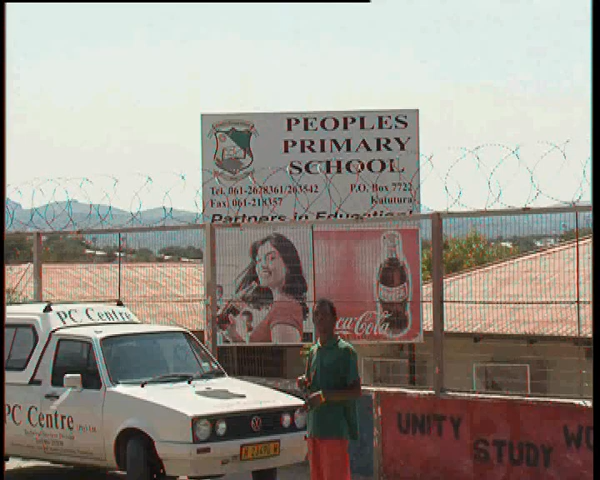 PEOPLES
PRIMARY
SCHOOL
Tel. 061-2628361/263542
P.O. Box 7722
Fax 061-218357
Katutura
Partners in Education
Coca-Cola
PC Centre
PC Centre
UNITY
STUDY